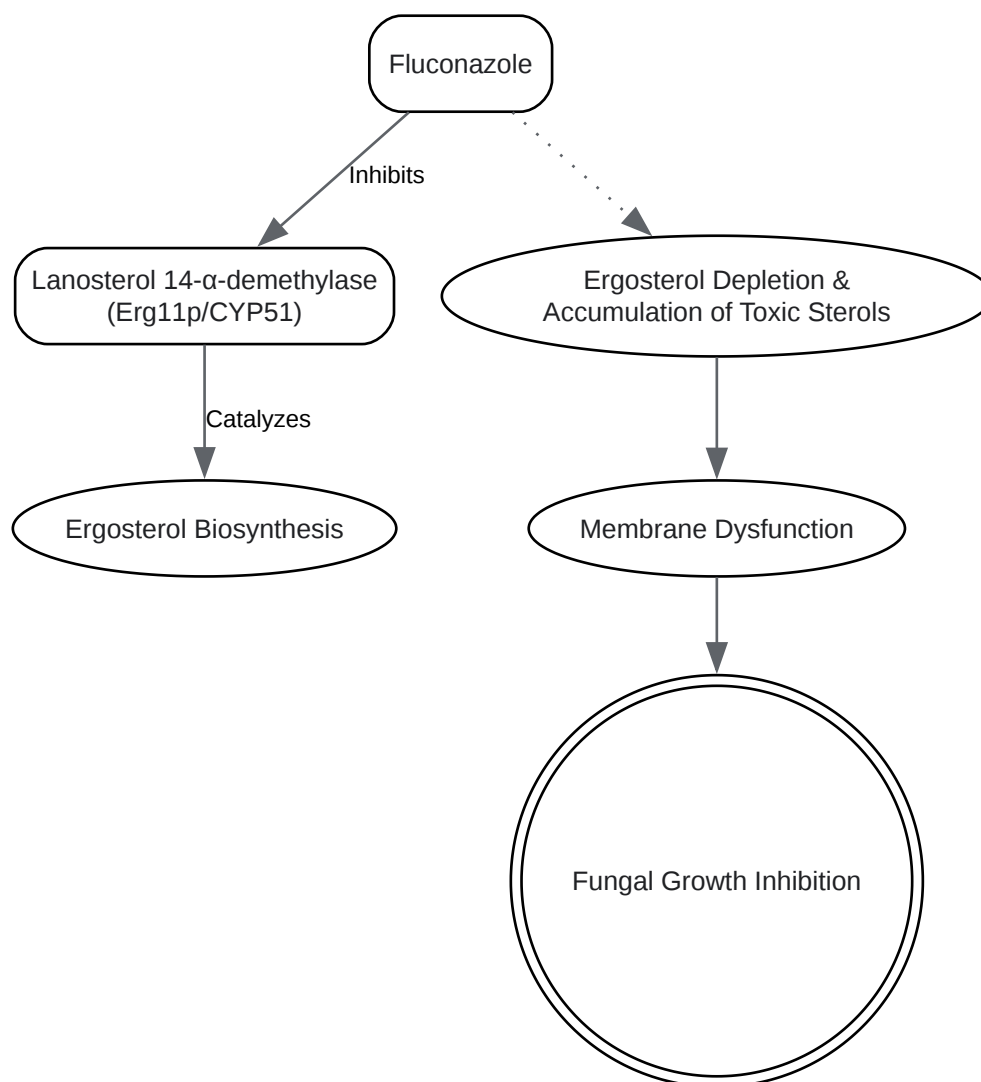 Fluconazole
Inhibits
Lanosterol 14-α-demethylase
(Erg11p/CYP51)
Ergosterol Depletion &
Accumulation of Toxic Sterols
Catalyzes
Ergosterol Biosynthesis
Membrane Dysfunction
Fungal Growth Inhibition